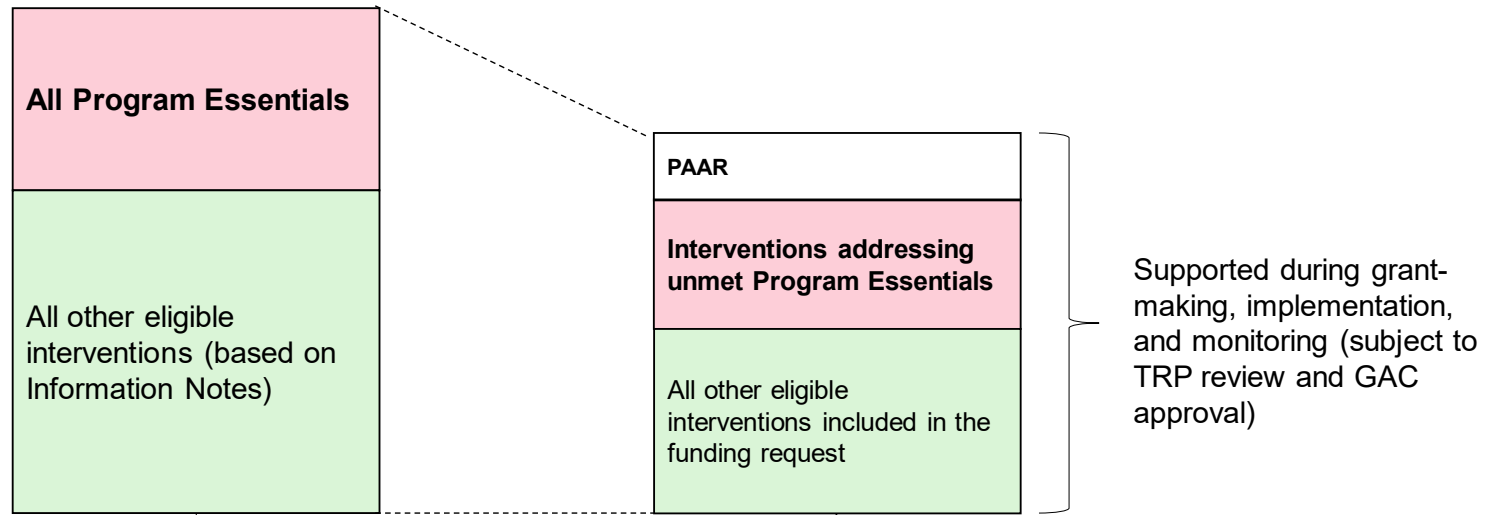 All Program Essentials
All other eligible
interventions (based on
Information Notes)
PAAR
Interventions addressing
unmet Program Essentials
All other eligible
interventions included in the
funding request
Supported during grant-
making, implementation,
and monitoring (subject to
TRP review and GAC
approval)